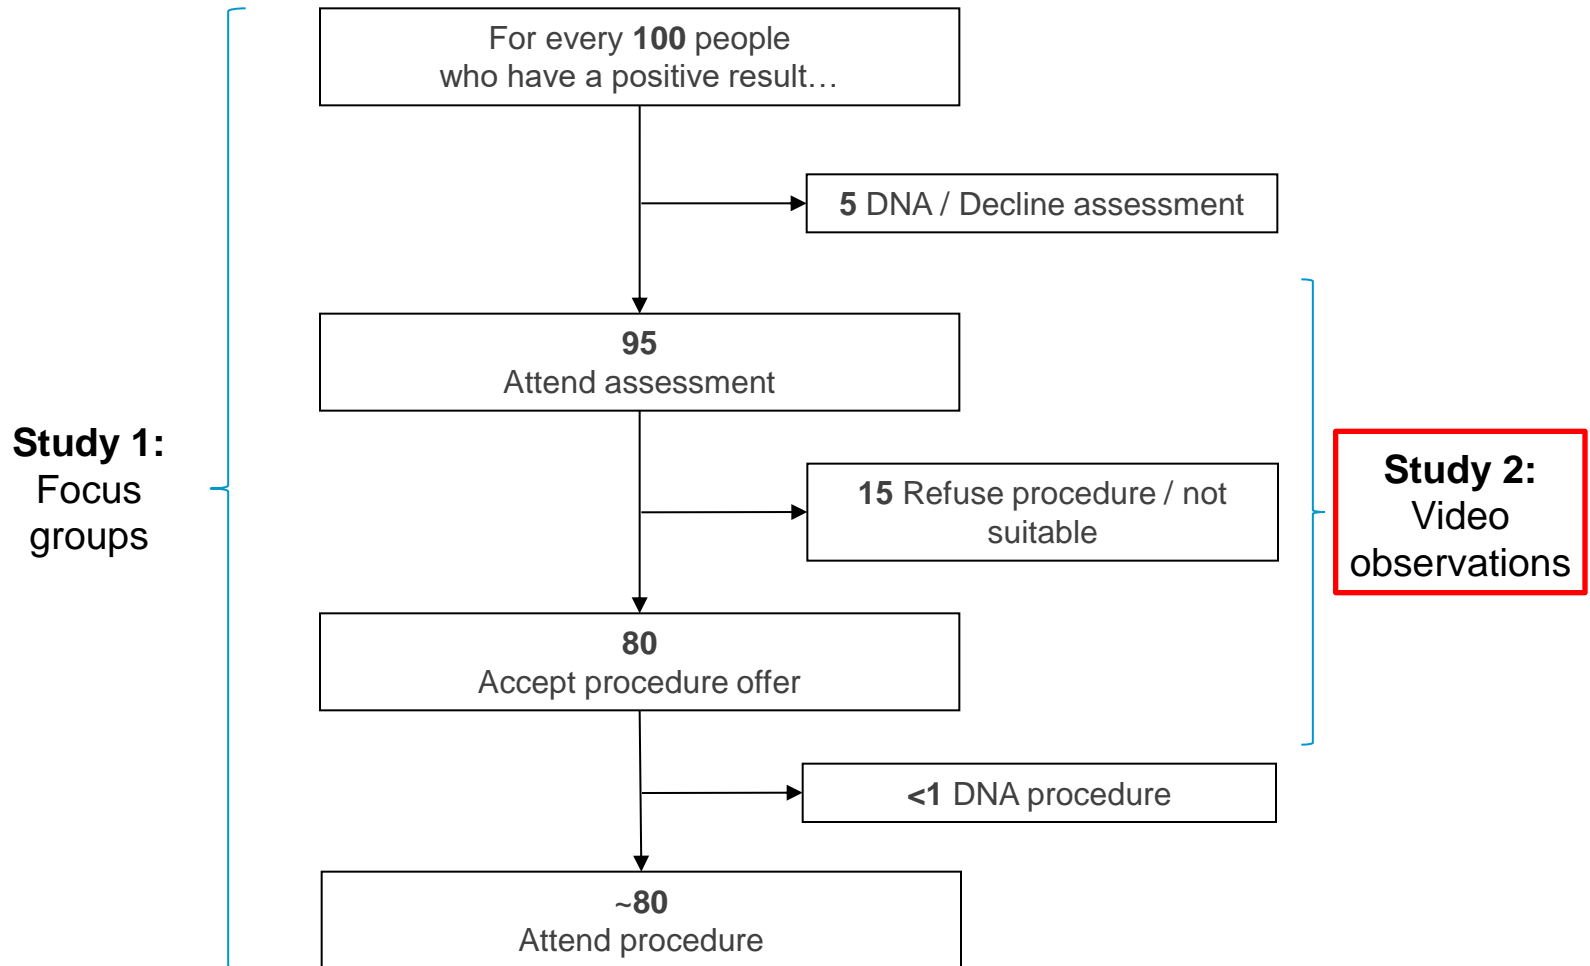 For every 100 people
who have a positive result…
5 DNA / Decline assessment
95
Attend assessment
Study 1:
Focus
groups
15 Refuse procedure / not
suitable
Study 2:
Video
observations
80
Accept procedure offer
<1 DNA procedure
~80
Attend procedure